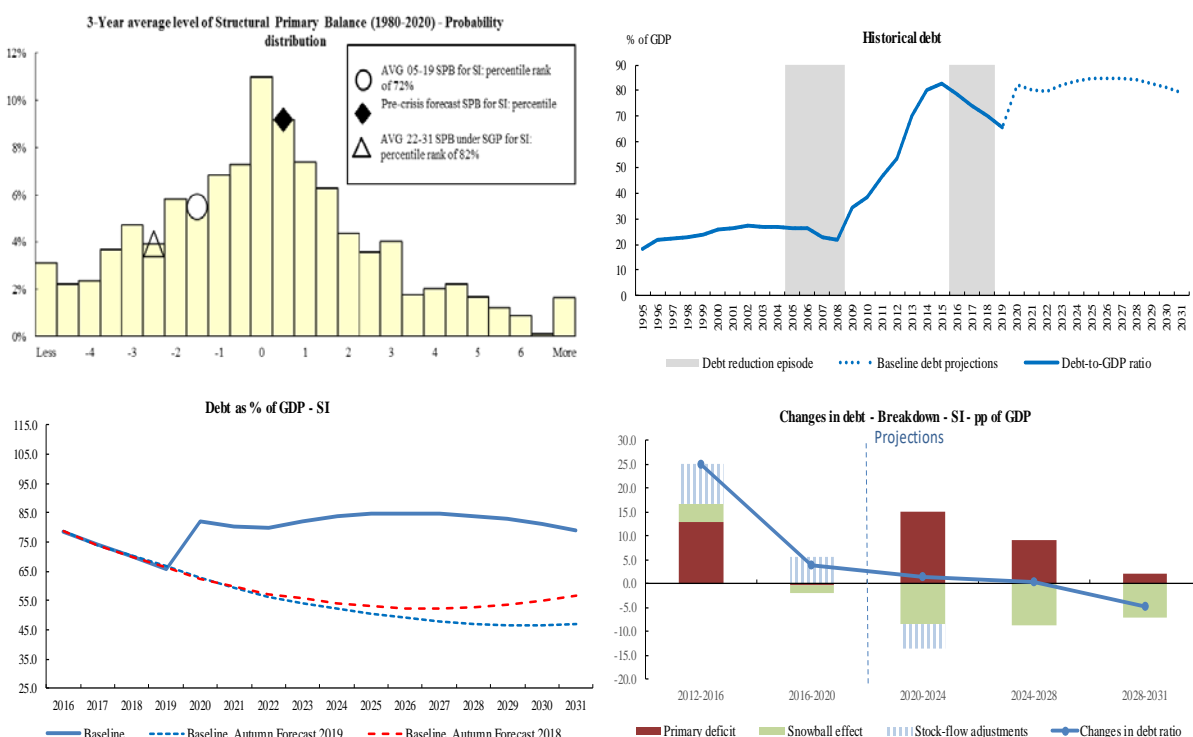 3-Year average level of Structural Primary Balance (1980-2020) - Probability
distribution
12%
10%
8%
6%
4%
2%
0%
AVG 05-19 SPB for SI: percentile rank
of 72%
Pre-crisis forecast SPB for SI: percentile
AVG 22-31 SPB under SGP for SI:
percentile rank of 82%
Less -4 -3 -2 -1 0 1 2 3 4 5 6 More
% of GDP
Historical debt
90
80
70
60
50
40
30
20
10
0
1995 1996 1997 1998 1999 2000 2001 2002 2003 2004 2005 2006 2007 2008 2009 2010 2011 2012 2013 2014 2015 2016 2017 2018 2019 2020 2021 2022 2023 2024 2025 2026 2027 2028 2029 2030 2031
Debt reduction episode Baseline debt projections Debt-to-GDP ratio
Debt as % of GDP - SI
115.0
105.0
95.0
85.0
75.0
65.0
55.0
45.0
35.0
25.0
2016 2017 2018 2019 2020 2021 2022 2023 2024 2025 2026 2027 2028 2029 2030 2031
Baseline Baseline Autumn Forecast 2019 Baseline Autumn Forecast 2018
Changes in debt - Breakdown - SI - pp of GDP
Projections
30.0
25.0
20.0
15.0
10.0
5.0
0.0
-5.0
-10.0
-15.0
-20.0
2012-2016 2016-2020 2020-2024 2024-2028 2028-2031
Primary deficit Snowball effect Stock-flow adjustments Changes in debt ratio